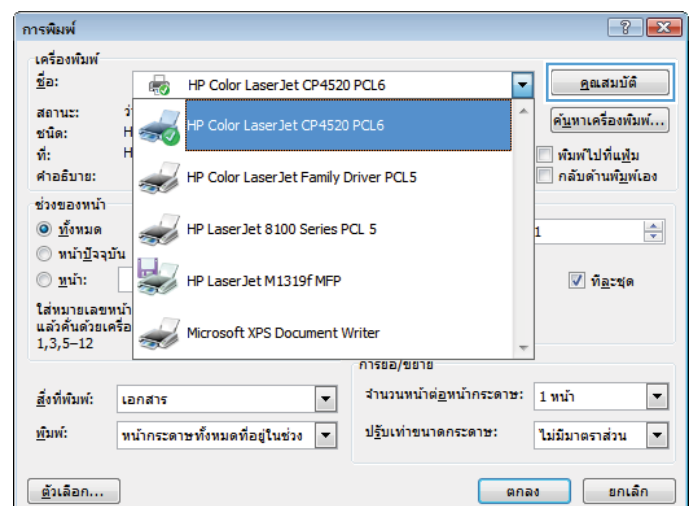 การพิมพ์
เครื่องพิมพ์
ชื่อ:
HP Color LaserJet CP4520 PCL6
คุณสมบัติ
สถานะ:
ว
HP Color LaserJet CP4520 PCL6
ค้นหาเครื่องพิมพ์...
ชนิด:
H
ที่:
H
พิมพ์ไปที่แฟ้ม
คำอธิบาย:
HP Color LaserJet Family Driver PCL5
กลับด้านพิมพ์เอง
ช่วงของหน้า
ทั้งหมด
HP LaserJet 8100 Series PCL 5
1
หน้าปัจจุบัน
หน้า:
HP LaserJet M1319f MFP
ทีละชุด
ใส่หมายเลขหน้า
แล้วคั่นด้วยเครื่อ
1,3,5–12
Microsoft XPS Document Writer
การย่อ/ขยาย
สิ่งที่พิมพ์:
เอกสาร
จำนวนหน้าต่อหน้ากระดาษ:
1 หน้า
พิมพ์:
หน้ากระดาษทั้งหมดที่อยู่ในช่วง
ปรับเท่าขนาดกระดาษ:
ไม่มีมาตราส่วน
ตัวเลือก...
ตกลง
ยกเลิก